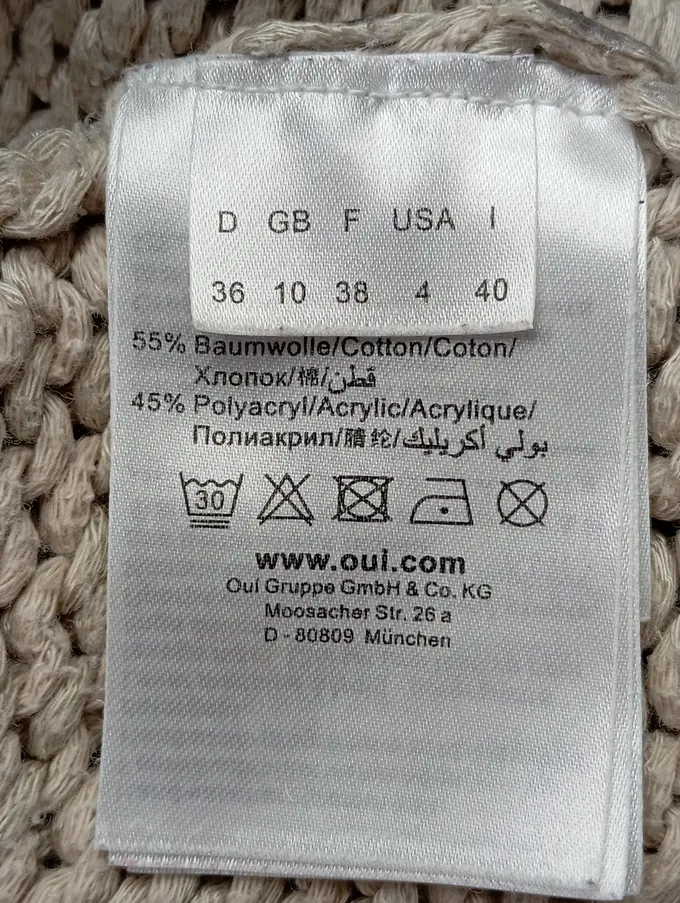 D GB F USA I
36 10 38 4 40
55% Baumwolle/Cotton/Coton/
Хлопок/棉/قطن
45% Polyacryl/Acrylic/Acrylique/
Полиакрил/腈纶/بولي أكريليك
30
www.oui.com
Oui Gruppe GmbH & Co. KG
Moosacher Str. 26 a
D - 80809 München